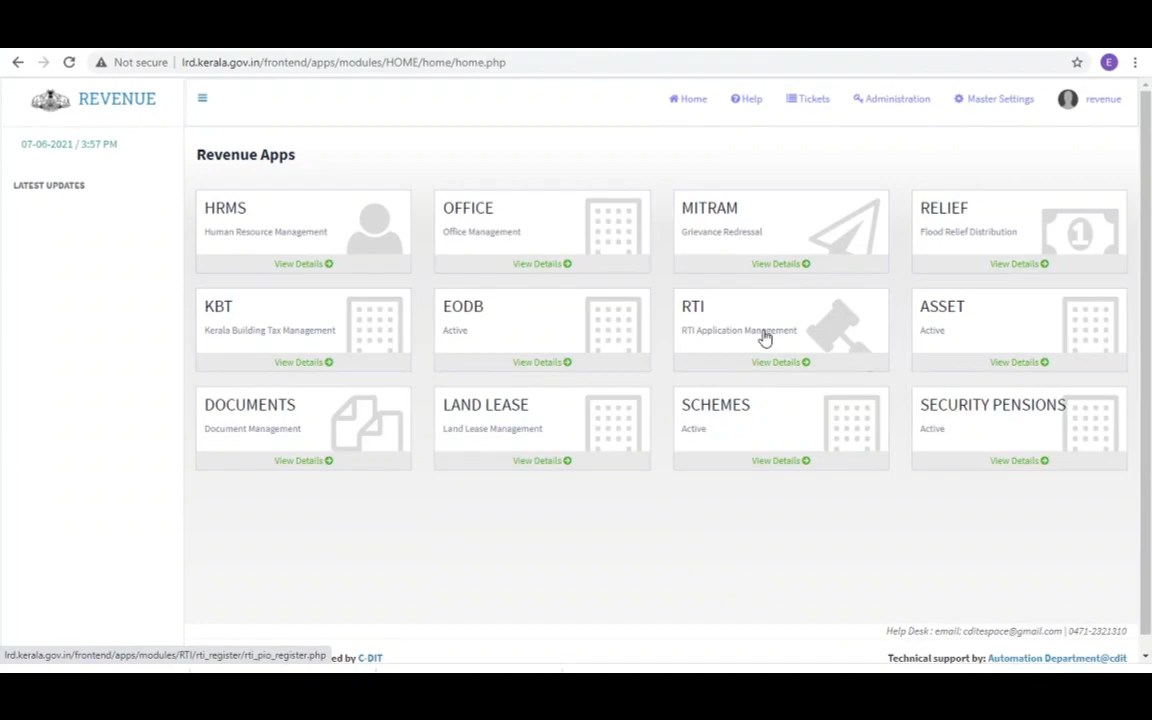 Not secure | lrd.kerala.gov.in/frontend/apps/modules/HOME/home/home.php
E
REVENUE
Home Help Tickets Administration Master Settings revenue
07-06-2021 / 3:57 PM
LATEST UPDATES
Revenue Apps
HRMS
Human Resource Management
View Details
OFFICE
Office Management
View Details
MITRAM
Grievance Redressal
View Details
RELIEF
Flood Relief Distribution
1
View Details
KBT
Kerala Building Tax Management
View Details
EODB
Active
View Details
RTI
RTI Application Management
View Details
ASSET
Active
View Details
DOCUMENTS
Document Management
View Details
LAND LEASE
Land Lease Management
View Details
SCHEMES
Active
View Details
SECURITY PENSIONS
Active
View Details
Help Desk : email: cditespace@gmail.com | 0471-2321310
lrd.kerala.gov.in/frontend/apps/modules/RTI/rti_register/rti_pio_register.php
ed by C-DIT
Technical support by: Automation Department@cdit